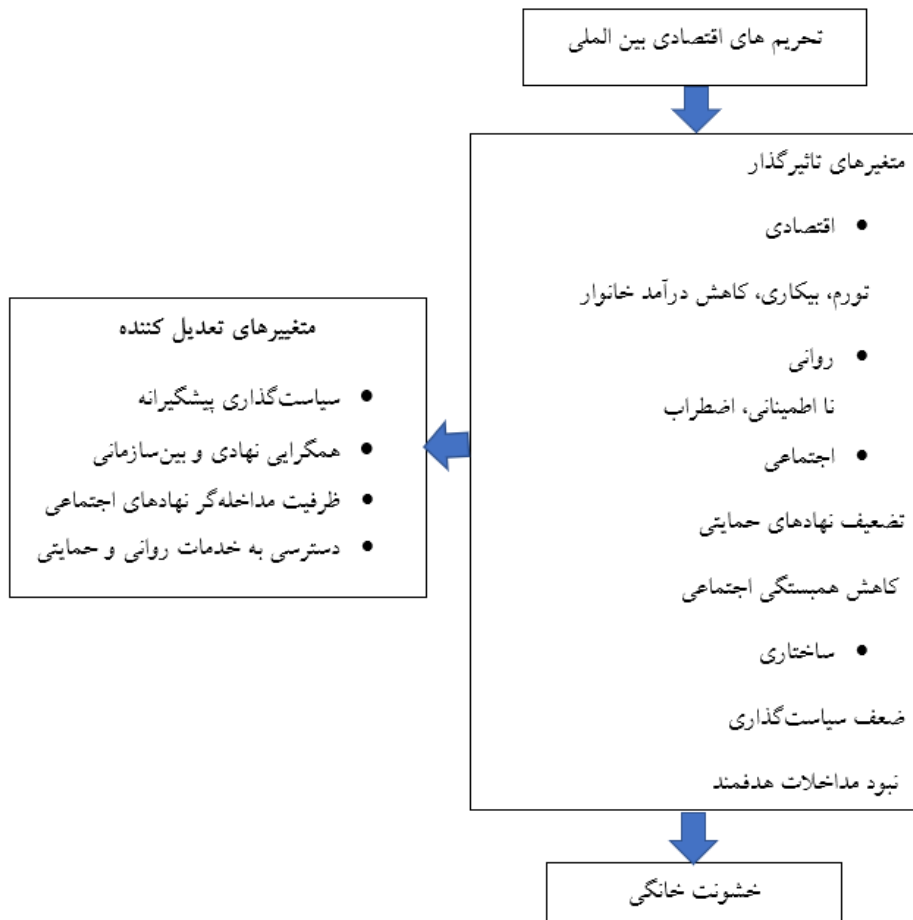 تحریم های اقتصادی بین الملی
متغیرهای تاثیرگذار
• اقتصادی
تورم، بیکاری، کاهش درآمد خانوار
• روانی
نا اطمینانی، اضطراب
• اجتماعی
تضعیف نهادهای حمایتی
کاهش همبستگی اجتماعی
• ساختاری
ضعف سیاست‌گذاری
نبود مداخلات هدفمند
متغییرهای تعدیل کننده
• سیاست‌گذاری پیشگیرانه
• همگرایی نهادی و بین‌سازمانی
• ظرفیت مداخله‌گر نهادهای اجتماعی
• دسترسی به خدمات روانی و حمایتی
خشونت خانگی